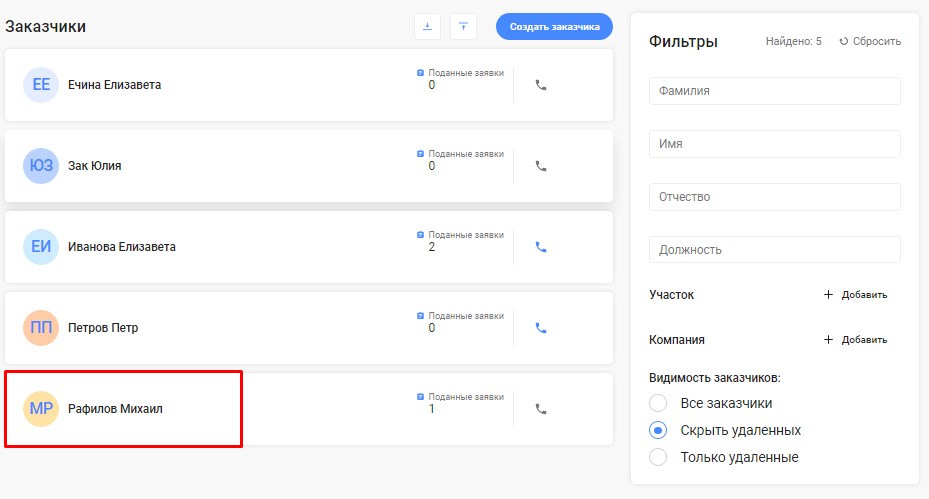 Заказчики
Создать заказчика
ЕЕ Ечина Елизавета Поданные заявки
0
ЮЗ Зак Юлия Поданные заявки
0
ЕИ Иванова Елизавета Поданные заявки
2
ПП Петров Петр Поданные заявки
0
МР Рафилов Михаил Поданные заявки
1
Фильтры Найдено: 5 Сбросить
Фамилия
Имя
Отчество
Должность
Участок + Добавить
Компания + Добавить
Видимость заказчиков:
Все заказчики
Скрыть удаленных
Только удаленные